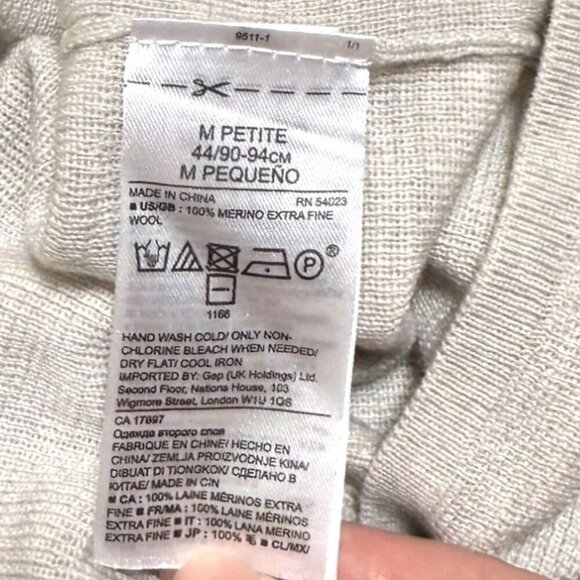 9511-1 1/1
M PETITE
44/90-94CM
M PEQUEÑO
MADE IN CHINA RN 54023
■ US/GB : 100% MERINO EXTRA FINE
WOOL
P ®
1166
HAND WASH COLD/ ONLY NON-
CHLORINE BLEACH WHEN NEEDED/
DRY FLAT/ COOL IRON
IMPORTED BY: Gap (UK Holdings) Ltd.
Second Floor, Nations House, 103
Wigmore Street, London W1U 1QS
CA 17897
Одежда второго слоя
FABRIQUE EN CHINE/ HECHO EN
CHINA/ ZEMLJA PROIZVODNJE KINA/
DIBUAT DI TIONGKOK/ СДЕЛАНО В
КИТАЕ/ MADE IN CIN
■ CA : 100% LAINE MÉRINOS EXTRA
FINE ■ FR/MA : 100% LAINE MÉRINOS
EXTRA FINE ■ IT : 100% LANA MERINO
EXTRA FINE ■ JP : 100% 毛 ■ CL/MX/